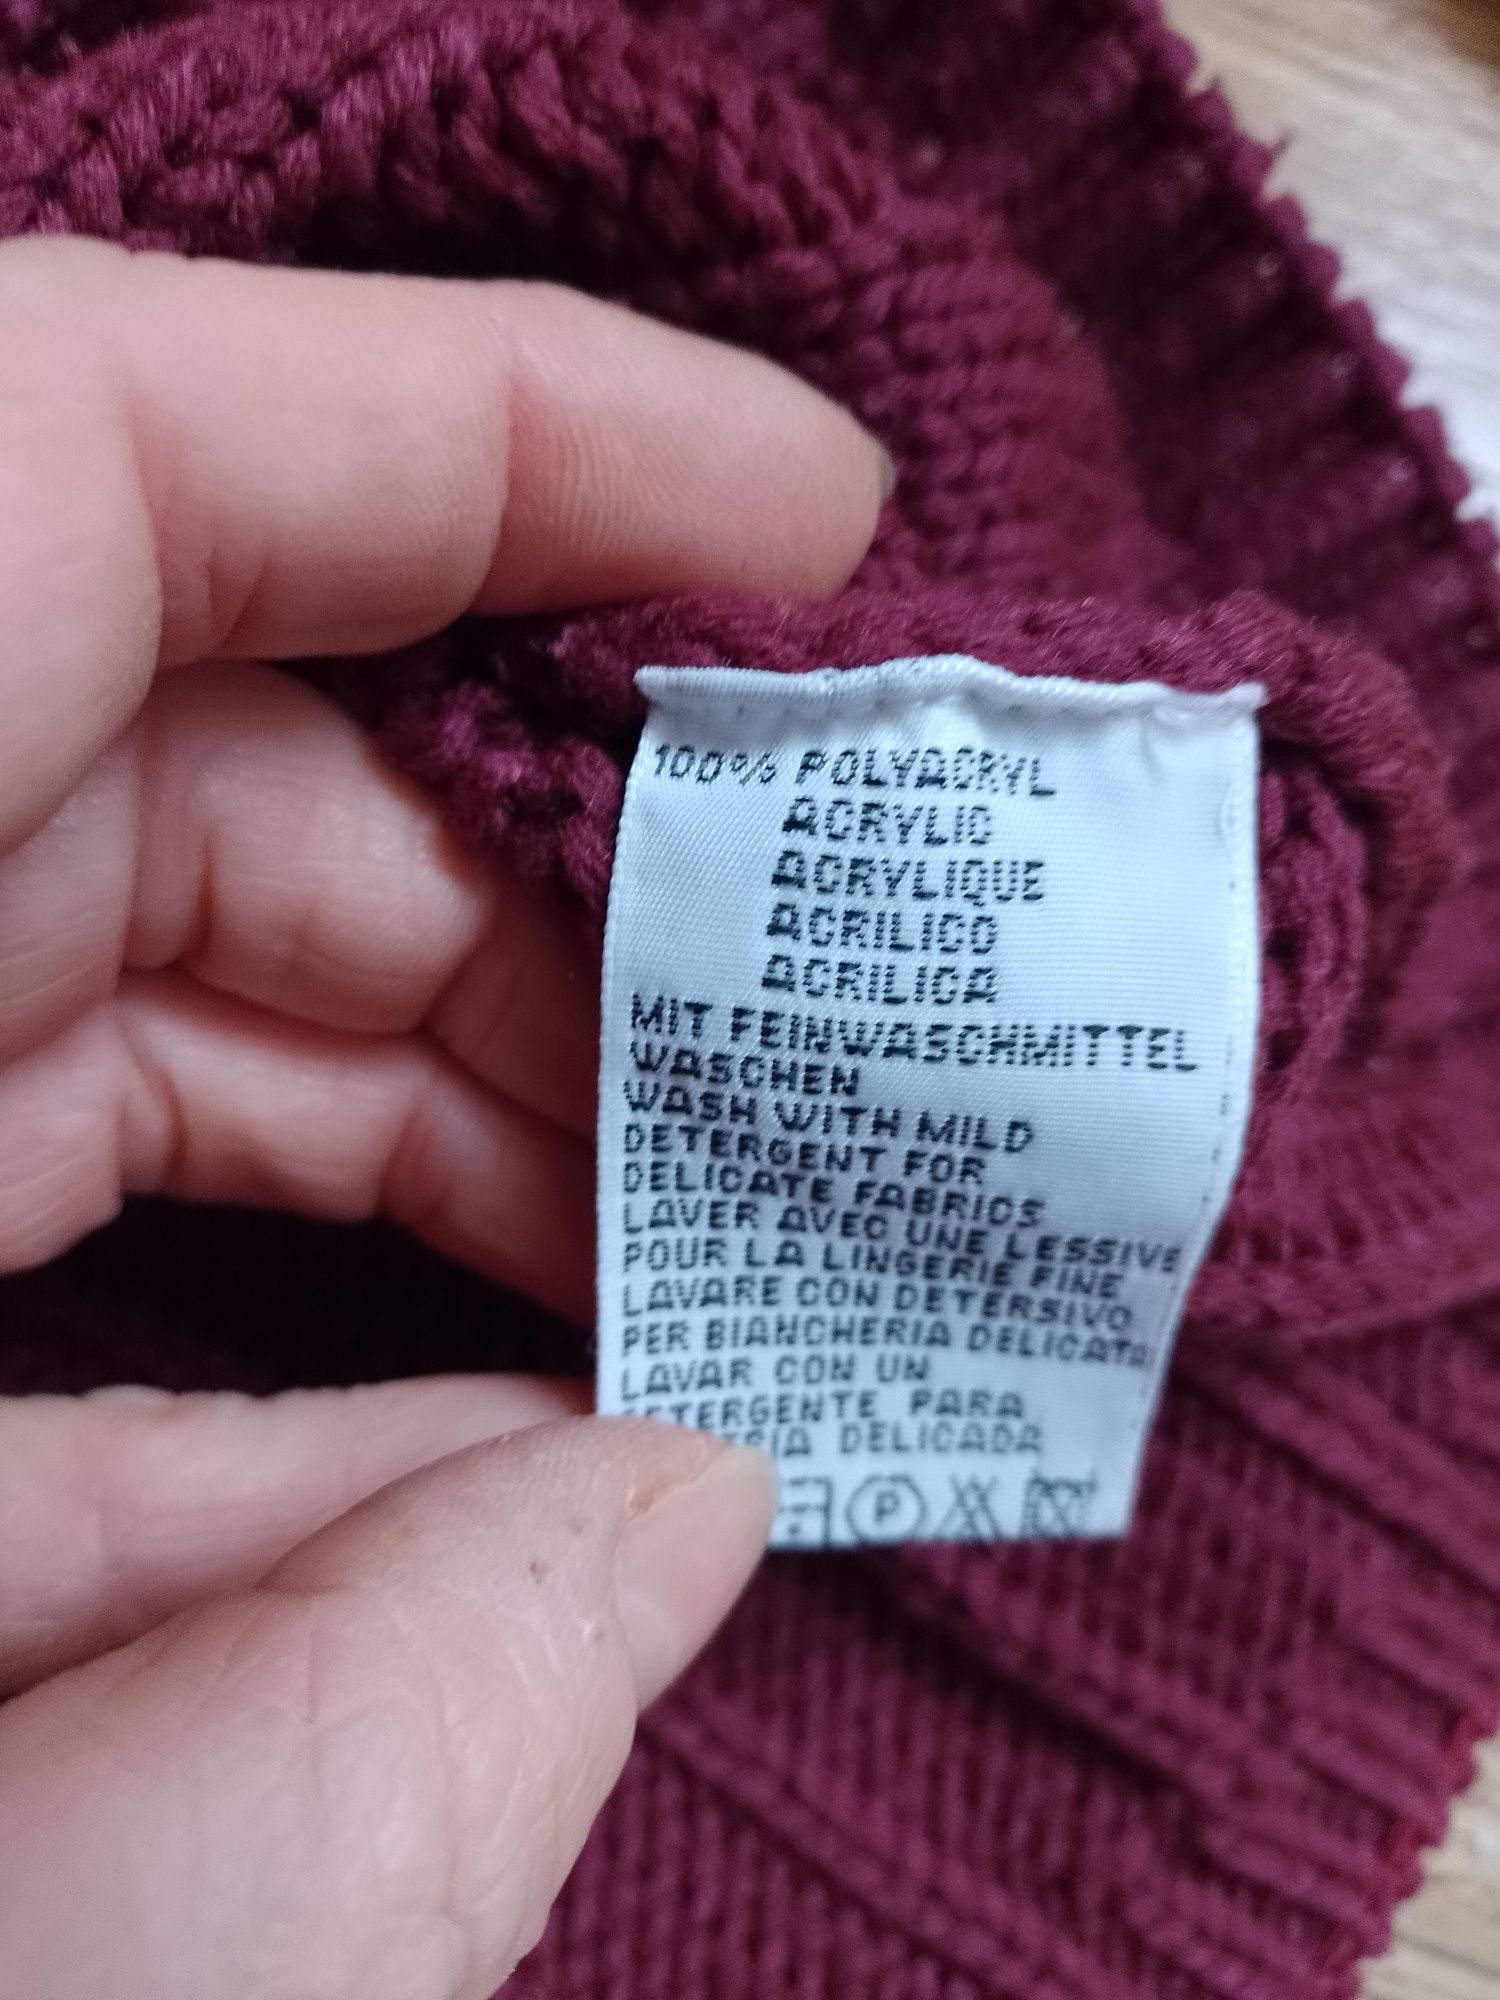 100% POLYACRYL
ACRYLIC
ACRYLIQUE
ACRILICO
ACRILICA
MIT FEINWASCHMITTEL
WASCHEN
WASH WITH MILD
DETERGENT FOR
DELICATE FABRICS
LAVER AVEC UNE LESSIVE
POUR LA LINGERIE FINE
LAVARE CON DETERSIVO
PER BIANCHERIA DELICATA
LAVAR CON UN
DETERGENTE PARA
DELICADA
P